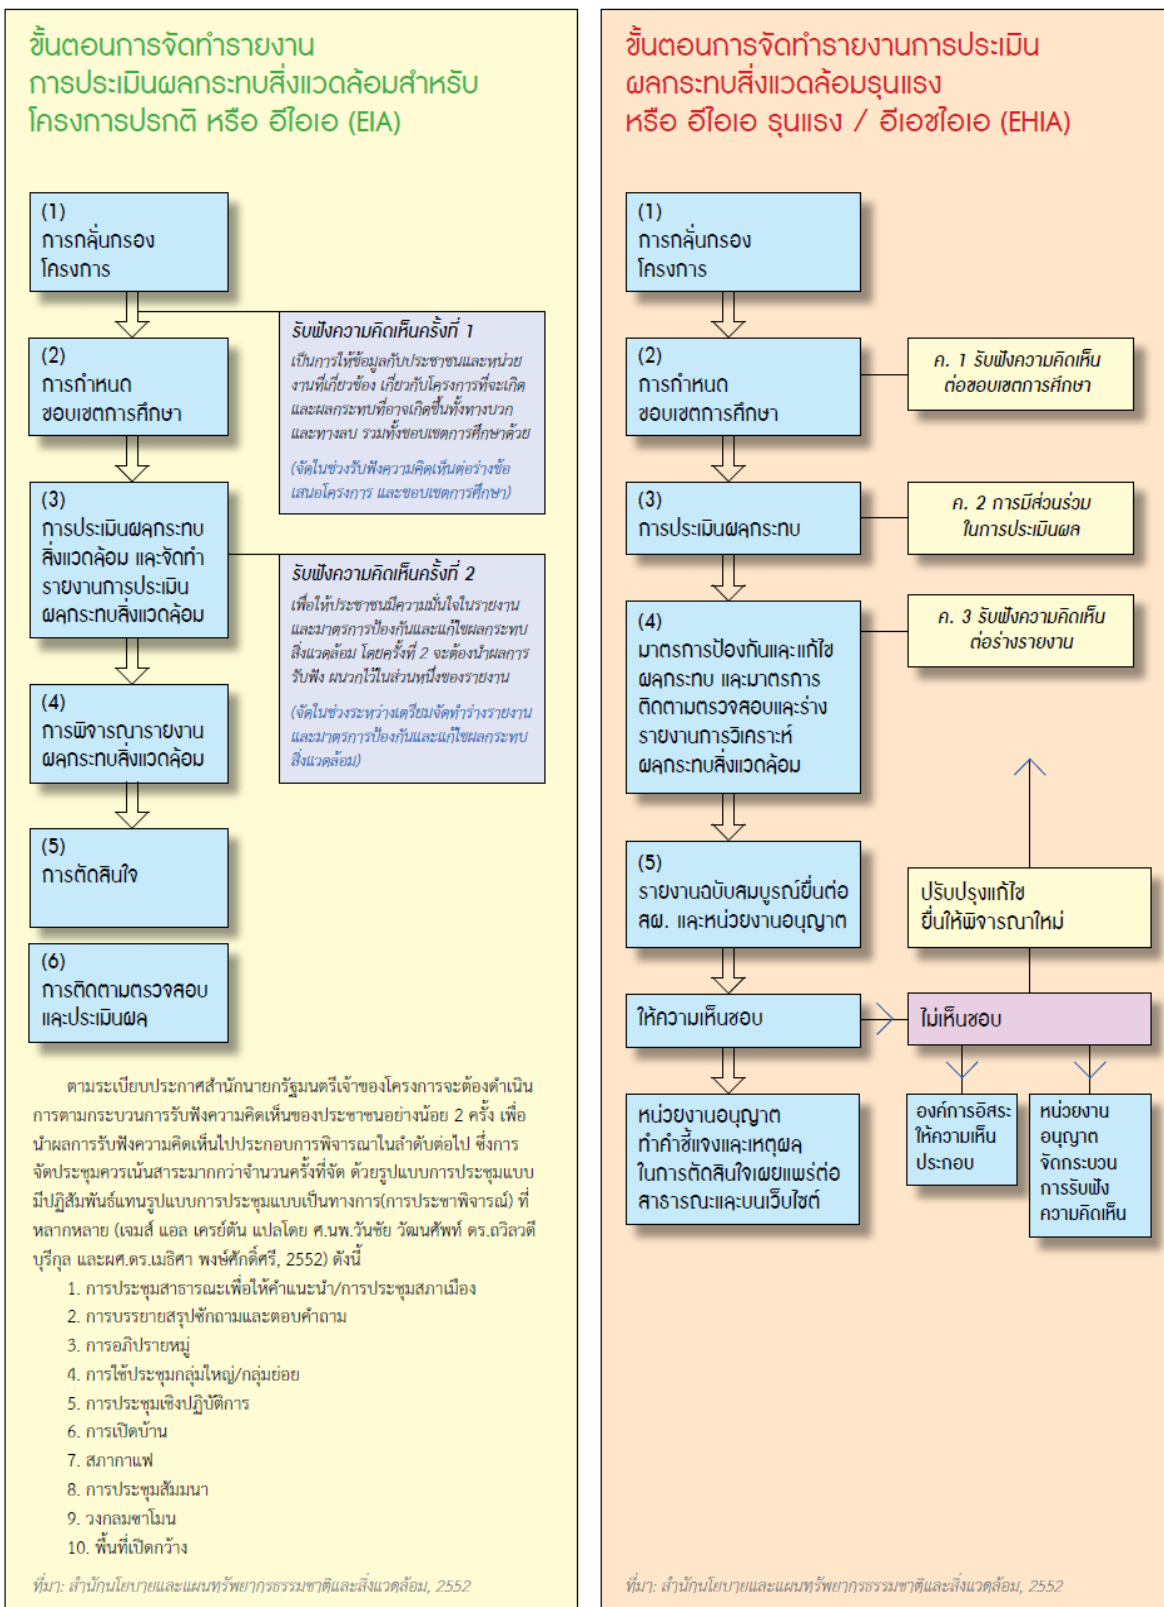 ขั้นตอนการจัดทำรายงาน
การประเมินผลกระทบสิ่งแวดล้อมสำหรับ
โครงการปรกติ หรือ อีไอเอ (EIA)
(1)
การกลั่นกรอง
โครงการ
รับฟังความคิดเห็นครั้งที่ 1
เป็นการให้ข้อมูลกับประชาชนและหน่วย
งานที่เกี่ยวข้อง เกี่ยวกับโครงการที่จะเกิด
และผลกระทบที่อาจเกิดขึ้นทั้งทางบวก
และทางลบ รวมทั้งขอบเขตการศึกษาด้วย
(จัดในช่วงรับฟังความคิดเห็นต่อร่างข้อ
เสนอโครงการ และขอบเขตการศึกษา)
(2)
การกำหนด
ขอบเขตการศึกษา
(3)
การประเมินผลกระทบ
สิ่งแวดล้อม และจัดทำ
รายงานการประเมิน
ผลกระทบสิ่งแวดล้อม
รับฟังความคิดเห็นครั้งที่ 2
เพื่อให้ประชาชนมีความมั่นใจในรายงาน
และมาตรการป้องกันและแก้ไขผลกระทบ
สิ่งแวดล้อม โดยครั้งที่ 2 จะต้องนำผลการ
รับฟัง ผนวกไว้ในส่วนหนึ่งของรายงาน
(จัดในช่วงระหว่างเตรียมจัดทำร่างรายงาน
และมาตรการป้องกันและแก้ไขผลกระทบ
สิ่งแวดล้อม)
(4)
การพิจารณารายงาน
ผลกระทบสิ่งแวดล้อม
(5)
การตัดสินใจ
(6)
การติดตามตรวจสอบ
และประเมินผล
ตามระเบียบประกาศสำนักนายกรัฐมนตรีเจ้าของโครงการจะต้องดำเนิน
การตามกระบวนการรับฟังความคิดเห็นของประชาชนอย่างน้อย 2 ครั้ง เพื่อ
นำผลการรับฟังความคิดเห็นไปประกอบการพิจารณาในลำดับต่อไป ซึ่งการ
จัดประชุมควรเน้นสาระมากกว่าจำนวนครั้งที่จัด ด้วยรูปแบบการประชุมแบบ
มีปฏิสัมพันธ์แทนรูปแบบการประชุมแบบเป็นทางการ(การประชาพิจารณ์) ที่
หลากหลาย (เจมส์ แอล เครย์ตัน แปลโดย ศ.นพ.วันชัย วัฒนศัพท์ ดร.ถวิลวดี
บุรีกุล และผศ.ดร.เมธิศา พงษ์ศักดิ์ศรี, 2552) ดังนี้
1. การประชุมสาธารณะเพื่อให้คำแนะนำ/การประชุมสภาเมือง
2. การบรรยายสรุปซักถามและตอบคำถาม
3. การอภิปรายหมู่
4. การใช้ประชุมกลุ่มใหญ่/กลุ่มย่อย
5. การประชุมเชิงปฏิบัติการ
6. การเปิดบ้าน
7. สภากาแฟ
8. การประชุมสัมมนา
9. วงกลมซาโมน
10. พื้นที่เปิดกว้าง
ที่มา: สำนักนโยบายและแผนทรัพยากรธรรมชาติและสิ่งแวดล้อม, 2552
ขั้นตอนการจัดทำรายงานการประเมิน
ผลกระทบสิ่งแวดล้อมรุนแรง
หรือ อีไอเอ รุนแรง / อีเอชไอเอ (EHIA)
(1)
การกลั่นกรอง
โครงการ
(2)
การกำหนด
ขอบเขตการศึกษา
ค. 1 รับฟังความคิดเห็น
ต่อขอบเขตการศึกษา
(3)
การประเมินผลกระทบ
ค. 2 การมีส่วนร่วม
ในการประเมินผล
(4)
มาตรการป้องกันและแก้ไข
ผลกระทบ และมาตรการ
ติดตามตรวจสอบและร่าง
รายงานการวิเคราะห์
ผลกระทบสิ่งแวดล้อม
ค. 3 รับฟังความคิดเห็น
ต่อร่างรายงาน
(5)
รายงานฉบับสมบูรณ์ยื่นต่อ
สผ. และหน่วยงานอนุญาต
ปรับปรุงแก้ไข
ยื่นให้พิจารณาใหม่
ให้ความเห็นชอบ
ไม่เห็นชอบ
หน่วยงานอนุญาต
ทำคำชี้แจงและเหตุผล
ในการตัดสินใจเผยแพร่ต่อ
สาธารณะและบนเว็บไซต์
องค์การอิสระ
ให้ความเห็น
ประกอบ
หน่วยงาน
อนุญาต
จัดกระบวน
การรับฟัง
ความคิดเห็น
ที่มา: สำนักนโยบายและแผนทรัพยากรธรรมชาติและสิ่งแวดล้อม, 2552